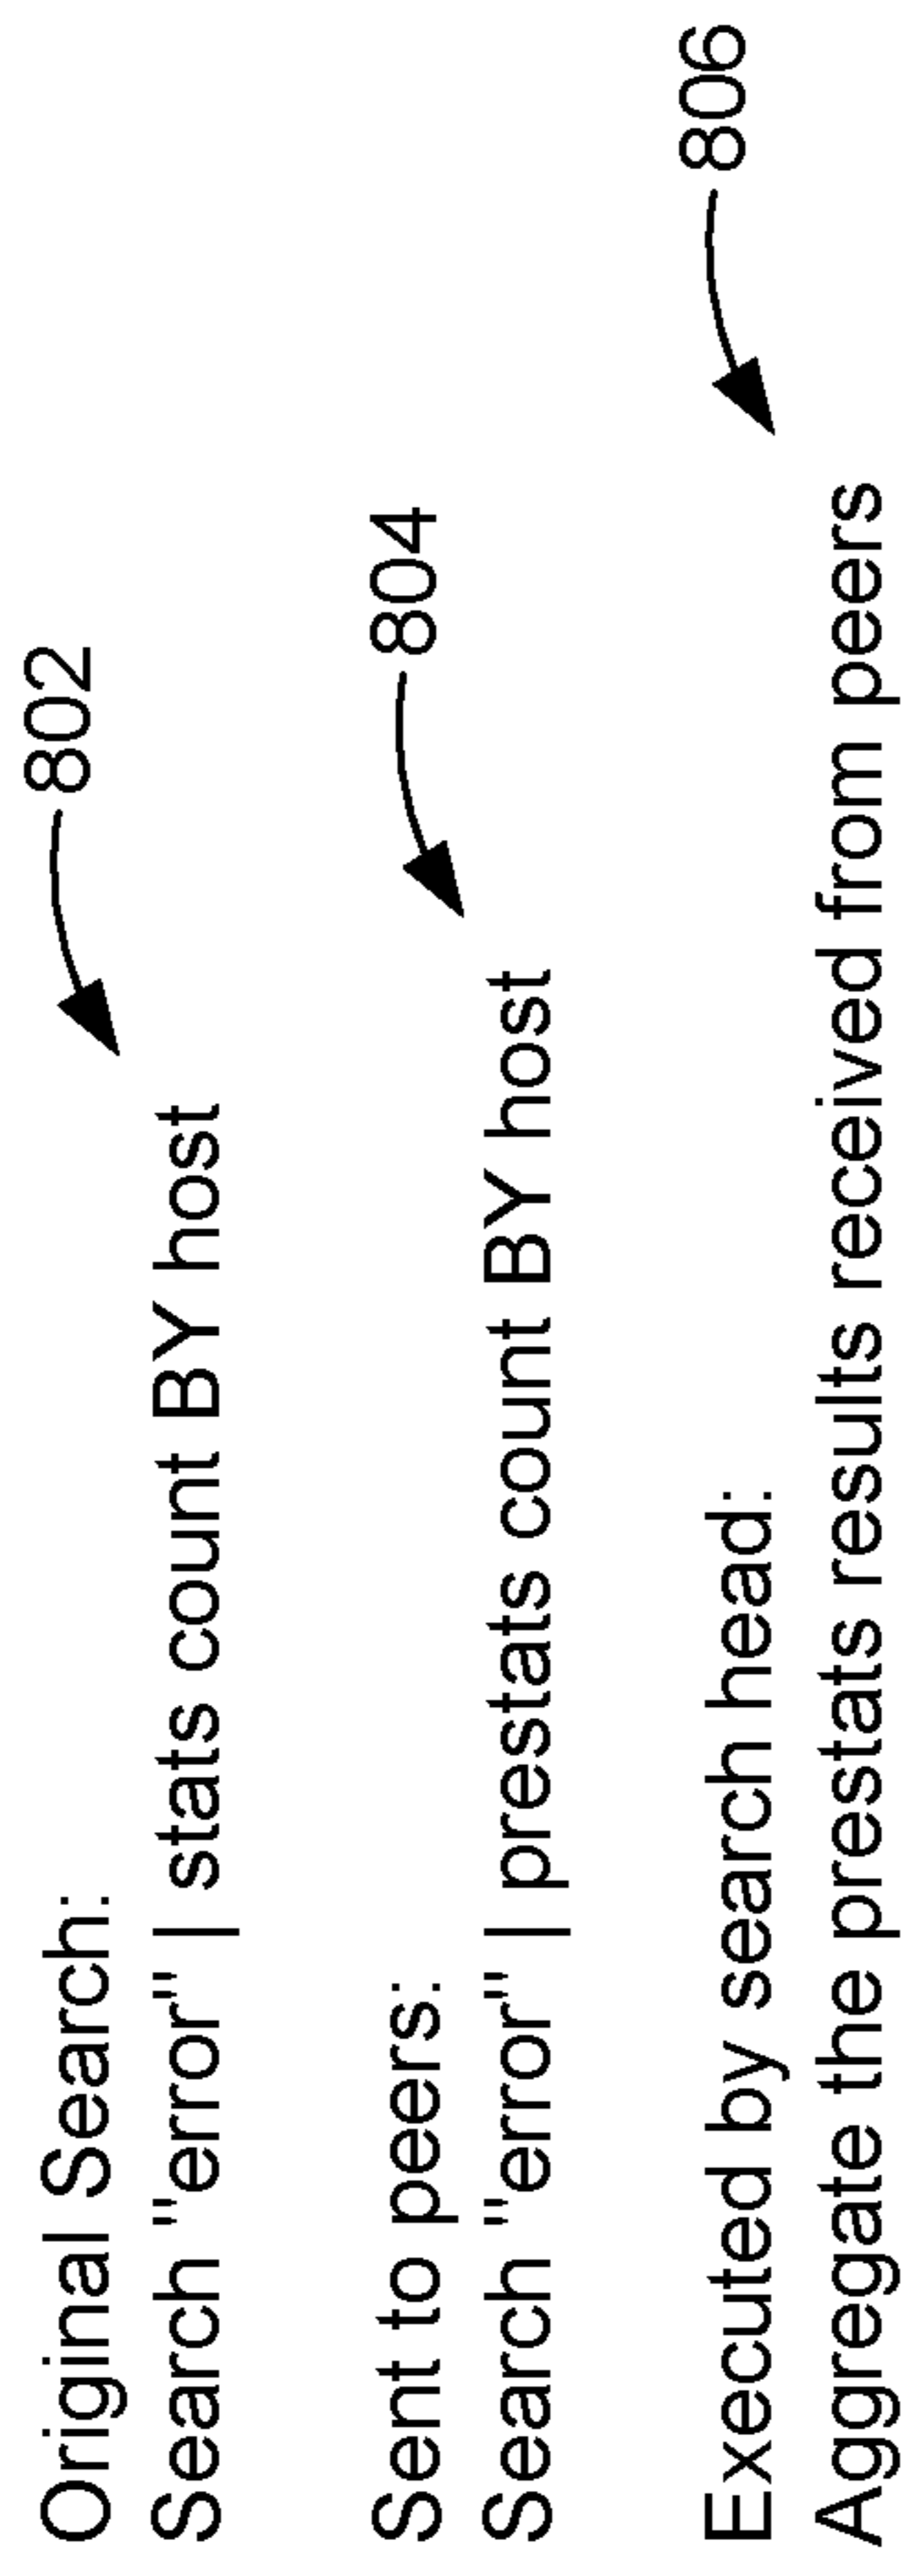 Original Search:
802
Search "error" | stats count BY host
Sent to peers:
804
Search "error" | prestats count BY host
Executed by search head:
806
Aggregate the prestats results received from peers